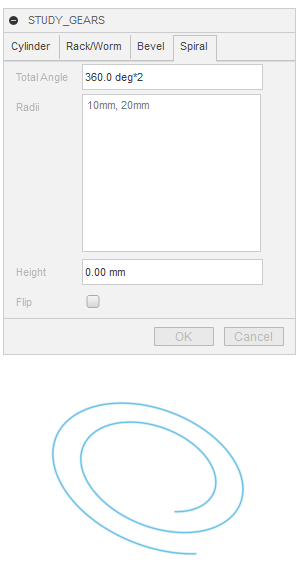 STUDY_GEARS
Cylinder Rack/Worm Bevel Spiral
Total Angle 360.0 deg*2
Radii 10mm, 20mm
Height 0.00 mm
Flip
OK Cancel